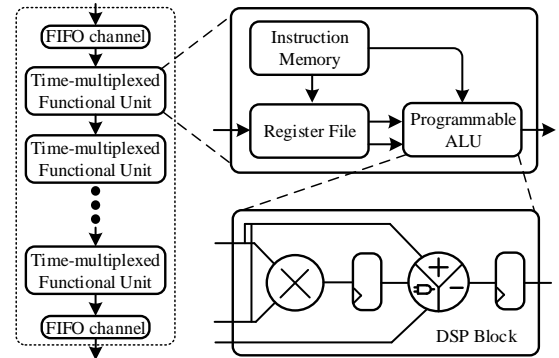 FIFO channel
Time-multiplexed
Functional Unit
Time-multiplexed
Functional Unit
Time-multiplexed
Functional Unit
FIFO channel
Instruction
Memory
Register File
Programmable
ALU
+
−
DSP Block